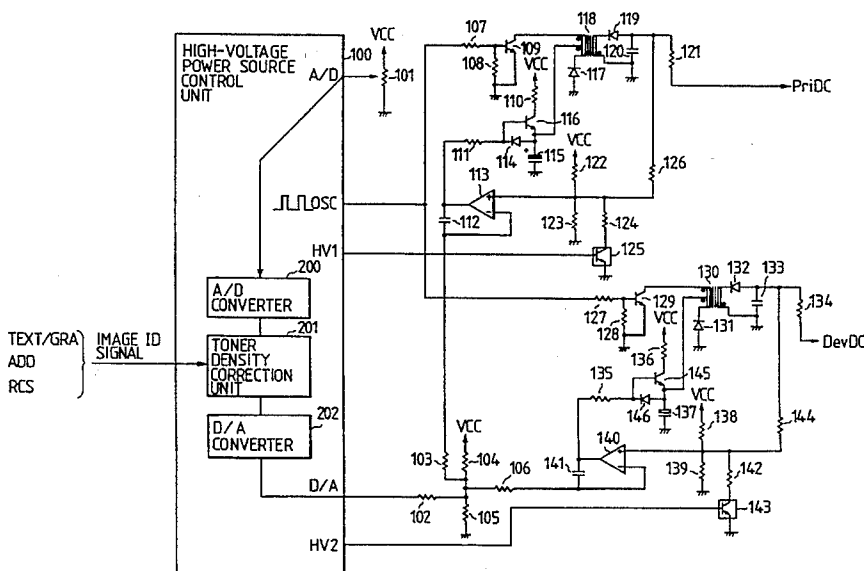 HIGH-VOLTAGE
POWER SOURCE
CONTROL
UNIT
100
A/D
VCC
101
OSC
HV1
200
A/D
CONVERTER
201
TONER
DENSITY
CORRECTION
UNIT
202
D/A
CONVERTER
D/A
HV2
TEXT/GRA
ADD
RCS
IMAGE ID
SIGNAL
107
108
109
VCC
110
111
112
113
114
115
116
117
118
119
120
121
PriDC
VCC
122
123
124
125
126
127
128
129
130
131
132
133
134
DevDC
VCC
135
136
137
VCC
138
139
140
141
142
143
144
145
146
VCC
102
103
104
105
106